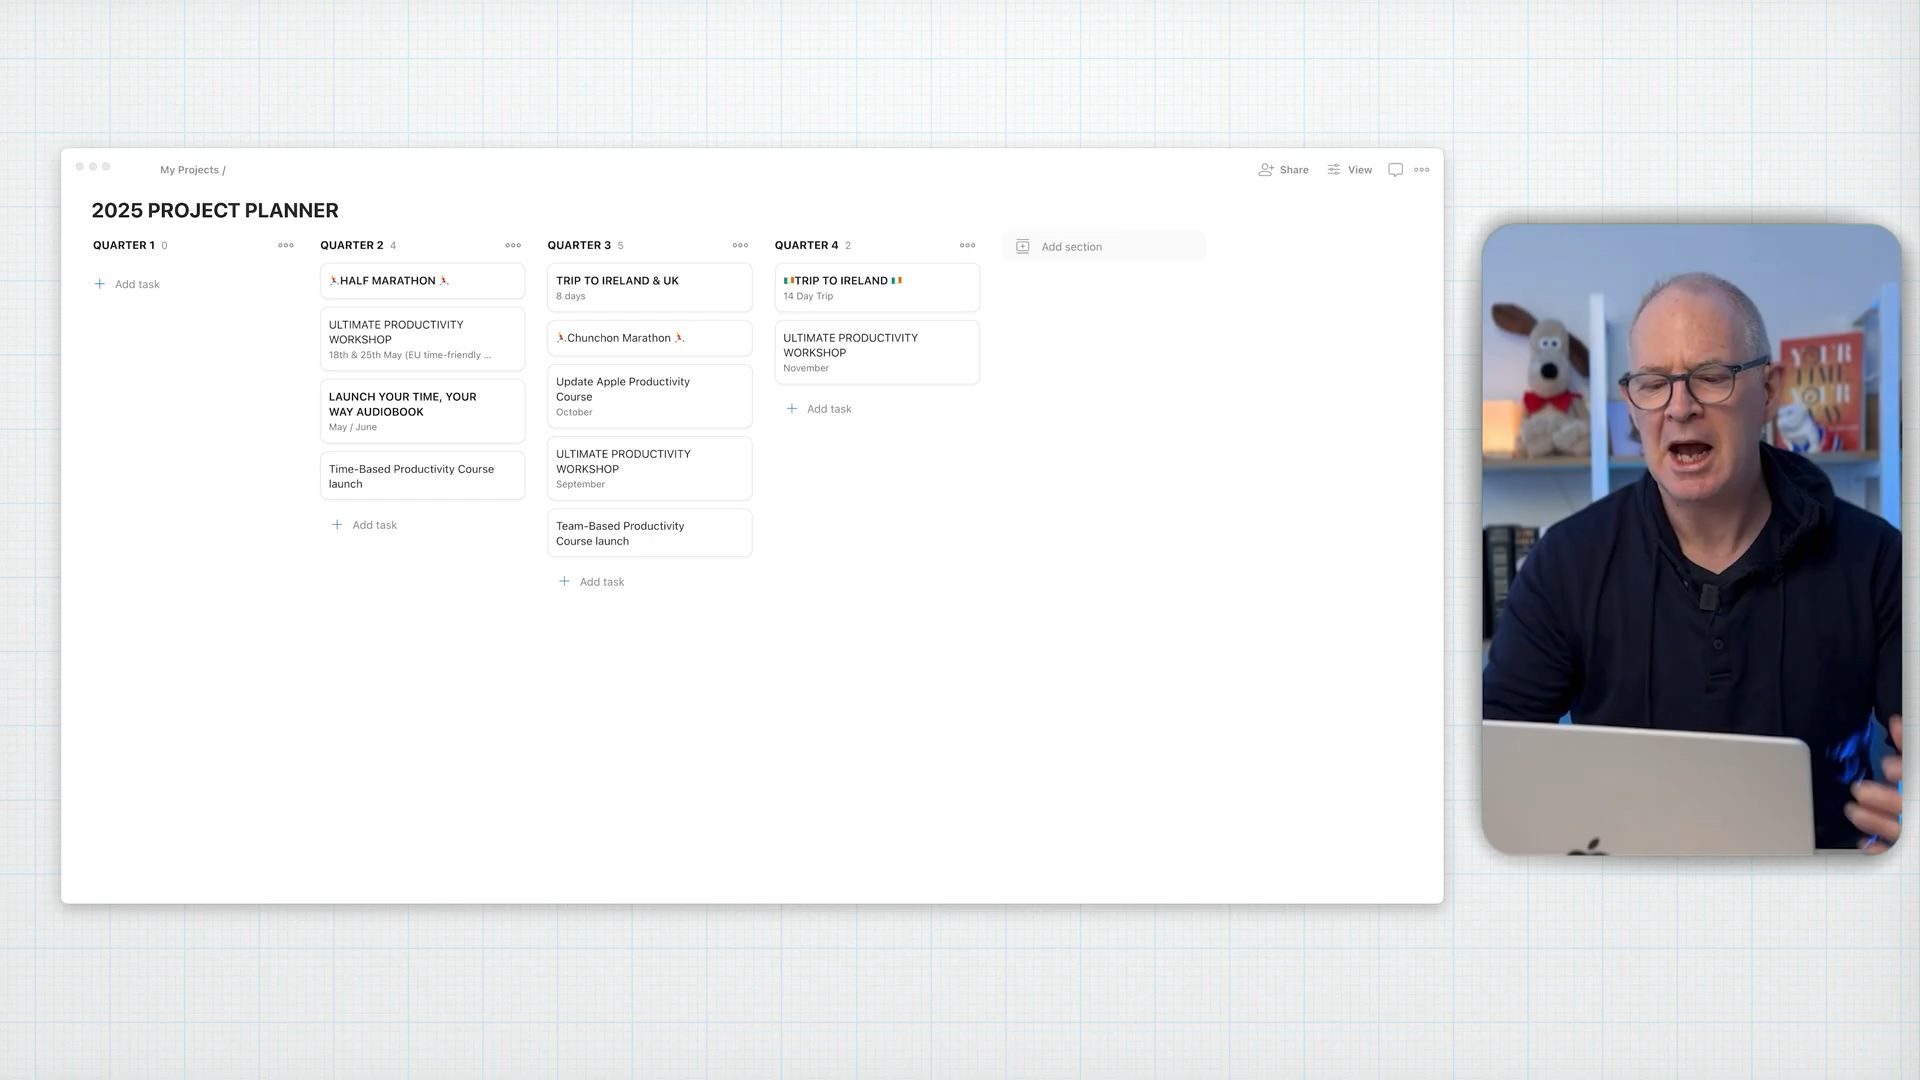 My Projects /
Share
View
2025 PROJECT PLANNER
QUARTER 1 0
Add task
QUARTER 2 4
🏃HALF MARATHON 🏃
ULTIMATE PRODUCTIVITY
WORKSHOP
18th & 25th May (EU time-friendly ...
LAUNCH YOUR TIME, YOUR
WAY AUDIOBOOK
May / June
Time-Based Productivity Course
launch
Add task
QUARTER 3 5
TRIP TO IRELAND & UK
8 days
🏃Chunchon Marathon 🏃
Update Apple Productivity
Course
October
ULTIMATE PRODUCTIVITY
WORKSHOP
September
Team-Based Productivity
Course launch
Add task
QUARTER 4 2
🇮🇪TRIP TO IRELAND 🇮🇪
14 Day Trip
ULTIMATE PRODUCTIVITY
WORKSHOP
November
Add task
Add section
YOUR
TIME
YOUR
WAY